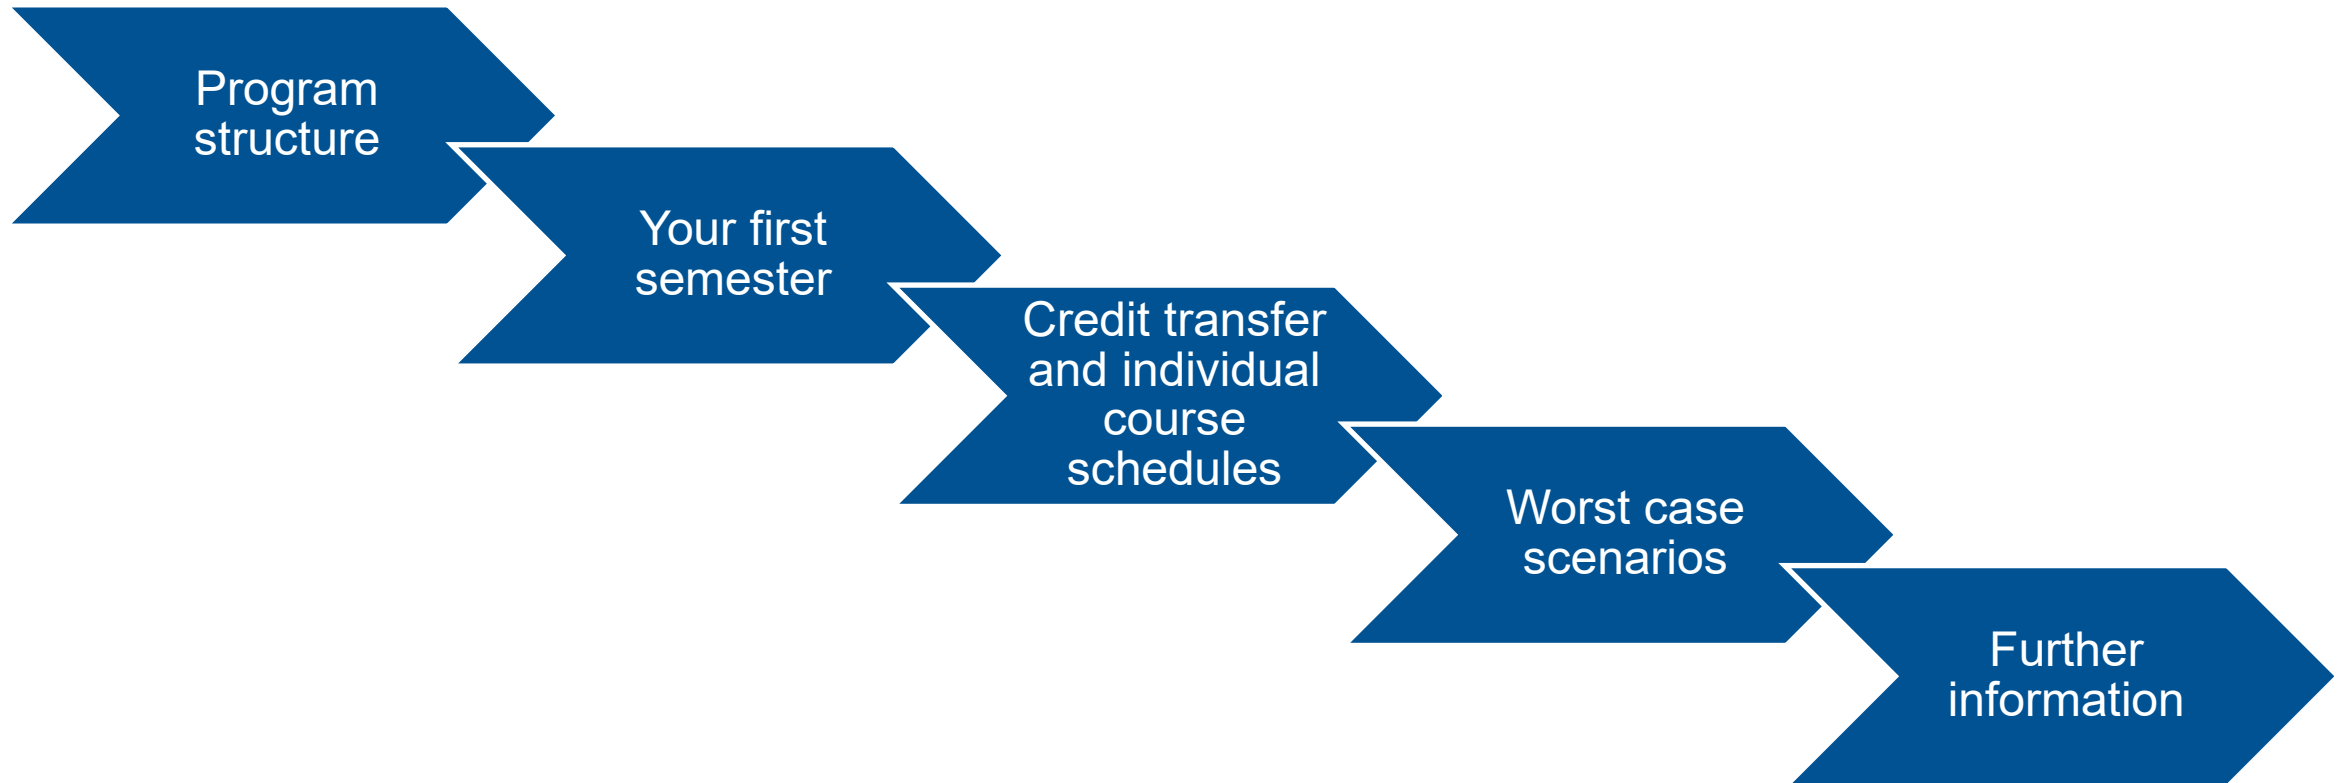 Program
structure
Your first
semester
Credit transfer
and individual
course
schedules
Worst case
scenarios
Further
information